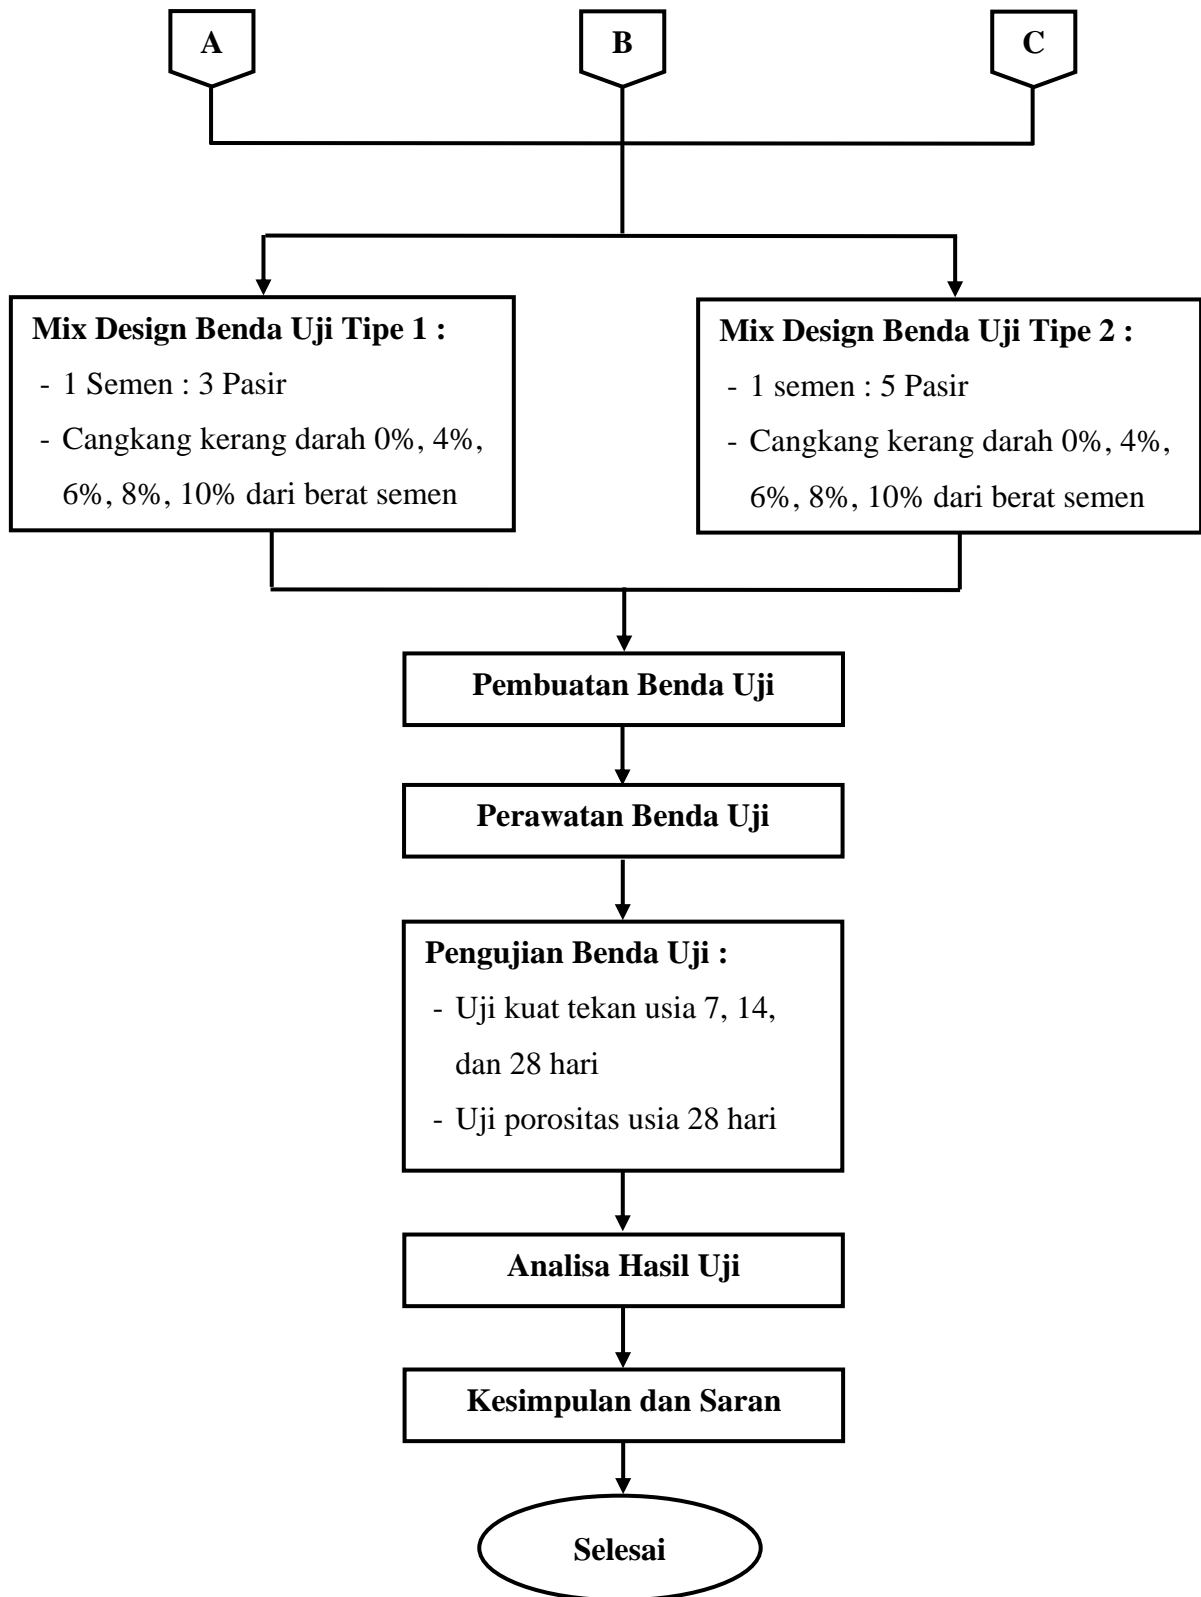 A
B
C
Mix Design Benda Uji Tipe 1 :
- 1 Semen : 3 Pasir
- Cangkang kerang darah 0%, 4%,
6%, 8%, 10% dari berat semen
Mix Design Benda Uji Tipe 2 :
- 1 semen : 5 Pasir
- Cangkang kerang darah 0%, 4%,
6%, 8%, 10% dari berat semen
Pembuatan Benda Uji
Perawatan Benda Uji
Pengujian Benda Uji :
- Uji kuat tekan usia 7, 14,
dan 28 hari
- Uji porositas usia 28 hari
Analisa Hasil Uji
Kesimpulan dan Saran
Selesai